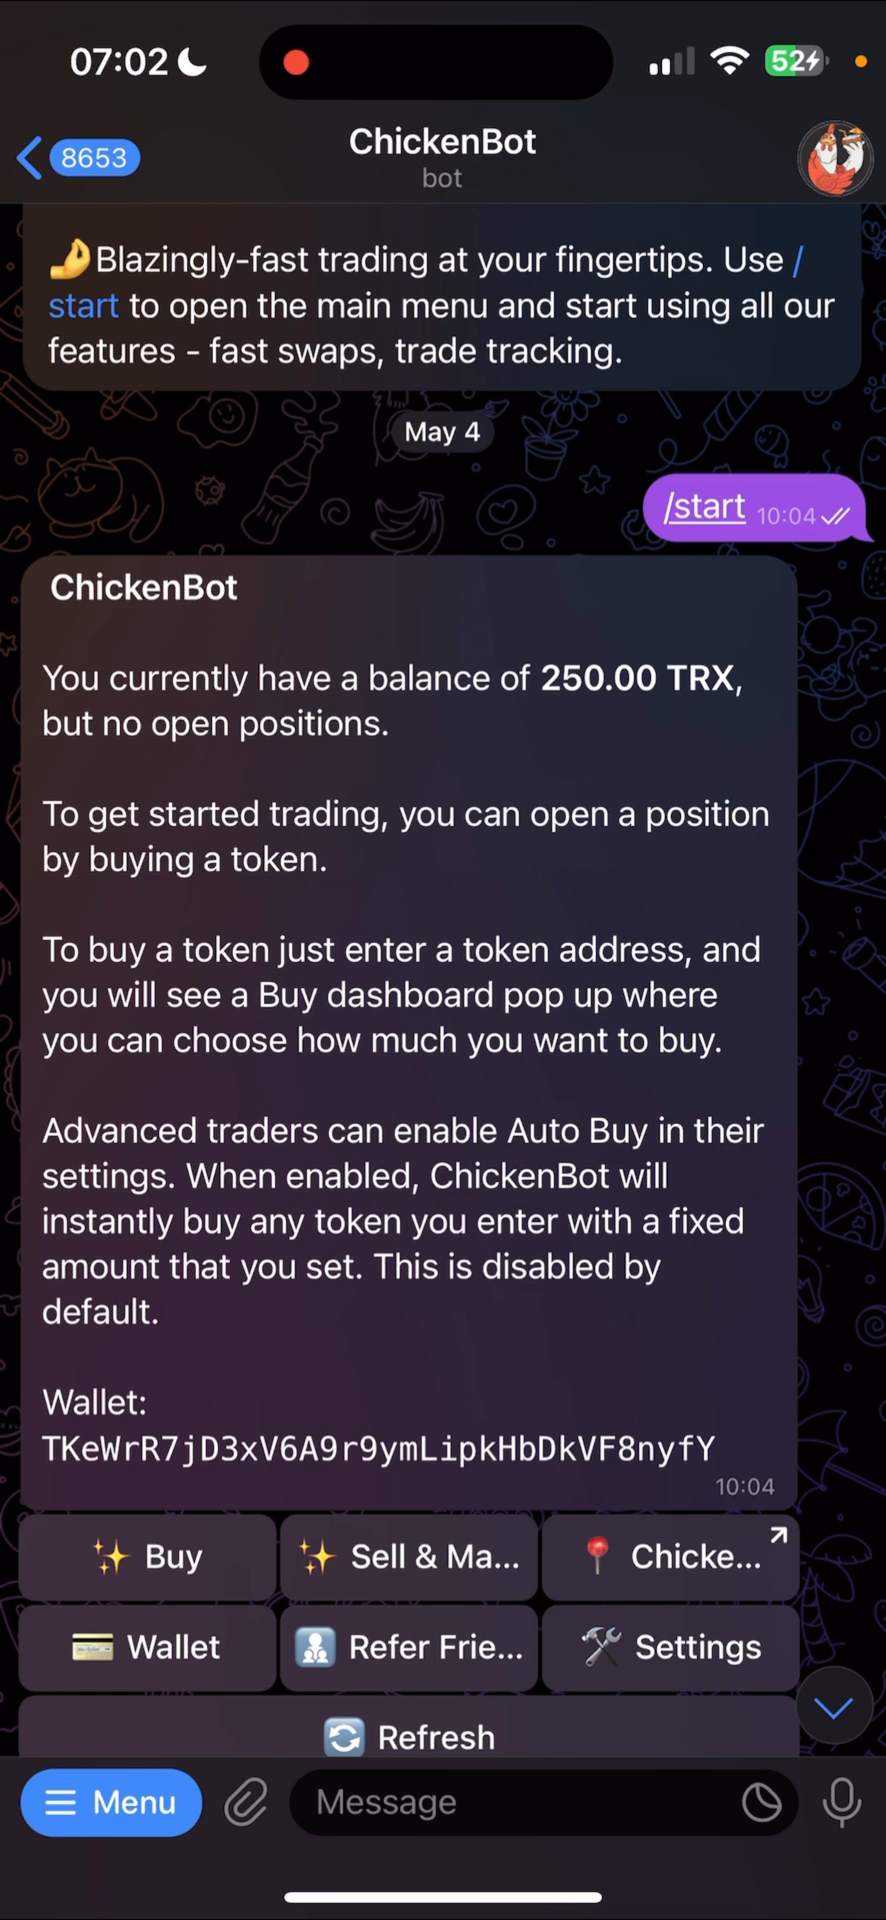 07:02
52
8653
ChickenBot
bot
🤌Blazingly-fast trading at your fingertips. Use /
start to open the main menu and start using all our
features - fast swaps, trade tracking.
May 4
/start 10:04
ChickenBot
You currently have a balance of 250.00 TRX,
but no open positions.
To get started trading, you can open a position
by buying a token.
To buy a token just enter a token address, and
you will see a Buy dashboard pop up where
you can choose how much you want to buy.
Advanced traders can enable Auto Buy in their
settings. When enabled, ChickenBot will
instantly buy any token you enter with a fixed
amount that you set. This is disabled by
default.
Wallet:
TKeWrR7jD3xV6A9r9ymLipkHbDkVF8nyfY
10:04
✨ Buy
✨ Sell & Ma...
📍 Chicke...
💳 Wallet
👥 Refer Frie...
🛠 Settings
🔄 Refresh
Menu
Message